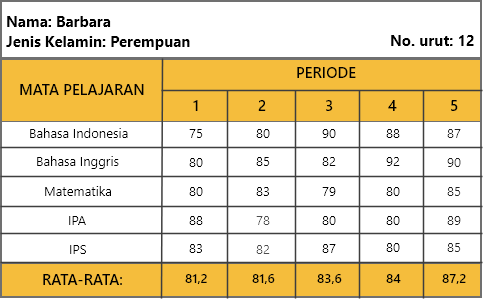 Nama: Barbara
Jenis Kelamin: Perempuan No. urut: 12
MATA PELAJARAN PERIODE
1 2 3 4 5
Bahasa Indonesia 75 80 90 88 87
Bahasa Inggris 80 85 82 92 90
Matematika 80 83 79 80 85
IPA 88 78 80 80 89
IPS 83 82 87 80 85
RATA-RATA: 81,2 81,6 83,6 84 87,2